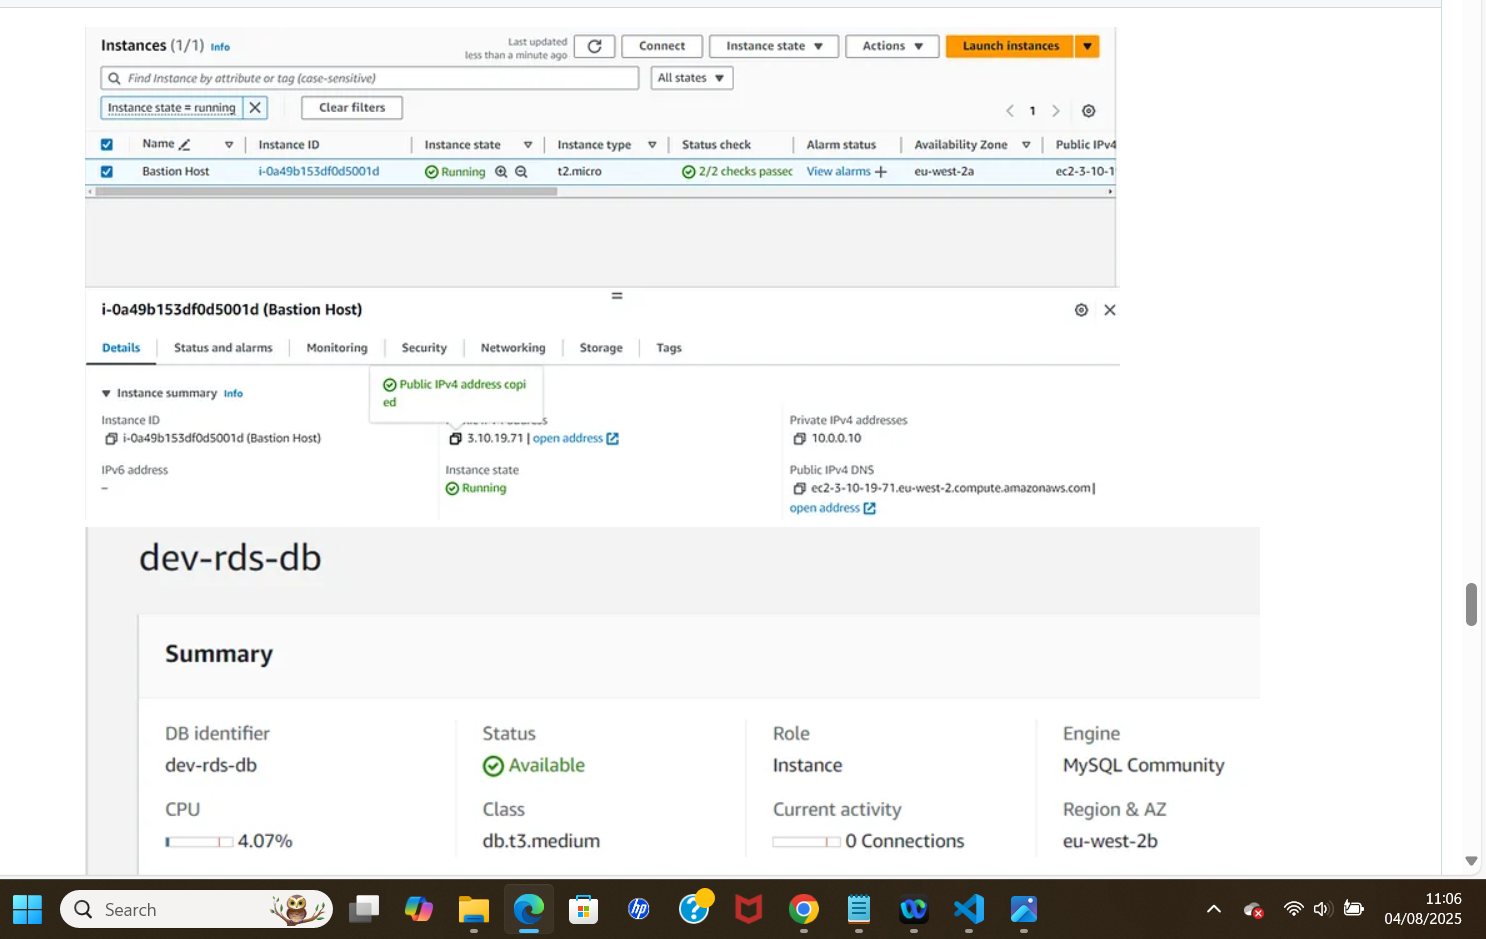 Instances (1/1) Info
Last updated
less than a minute ago
Connect
Instance state
Actions
Launch instances
Find Instance by attribute or tag (case-sensitive)
All states
Instance state = running
Clear filters
1
Name
Instance ID
Instance state
Instance type
Status check
Alarm status
Availability Zone
Public IPv4
Bastion Host
i-0a49b153df0d5001d
Running
t2.micro
2/2 checks passec
View alarms
eu-west-2a
ec2-3-10-1
i-0a49b153df0d5001d (Bastion Host)
Details
Status and alarms
Monitoring
Security
Networking
Storage
Tags
Public IPv4 address copi
ed
Instance summary Info
Instance ID
i-0a49b153df0d5001d (Bastion Host)
3.10.19.71 | open address
Private IPv4 addresses
10.0.0.10
IPv6 address
–
Instance state
Running
Public IPv4 DNS
ec2-3-10-19-71.eu-west-2.compute.amazonaws.com |
open address
dev-rds-db
Summary
DB identifier
dev-rds-db
Status
Available
Role
Instance
Engine
MySQL Community
CPU
4.07%
Class
db.t3.medium
Current activity
0 Connections
Region & AZ
eu-west-2b
Search
hp
11:06
04/08/2025